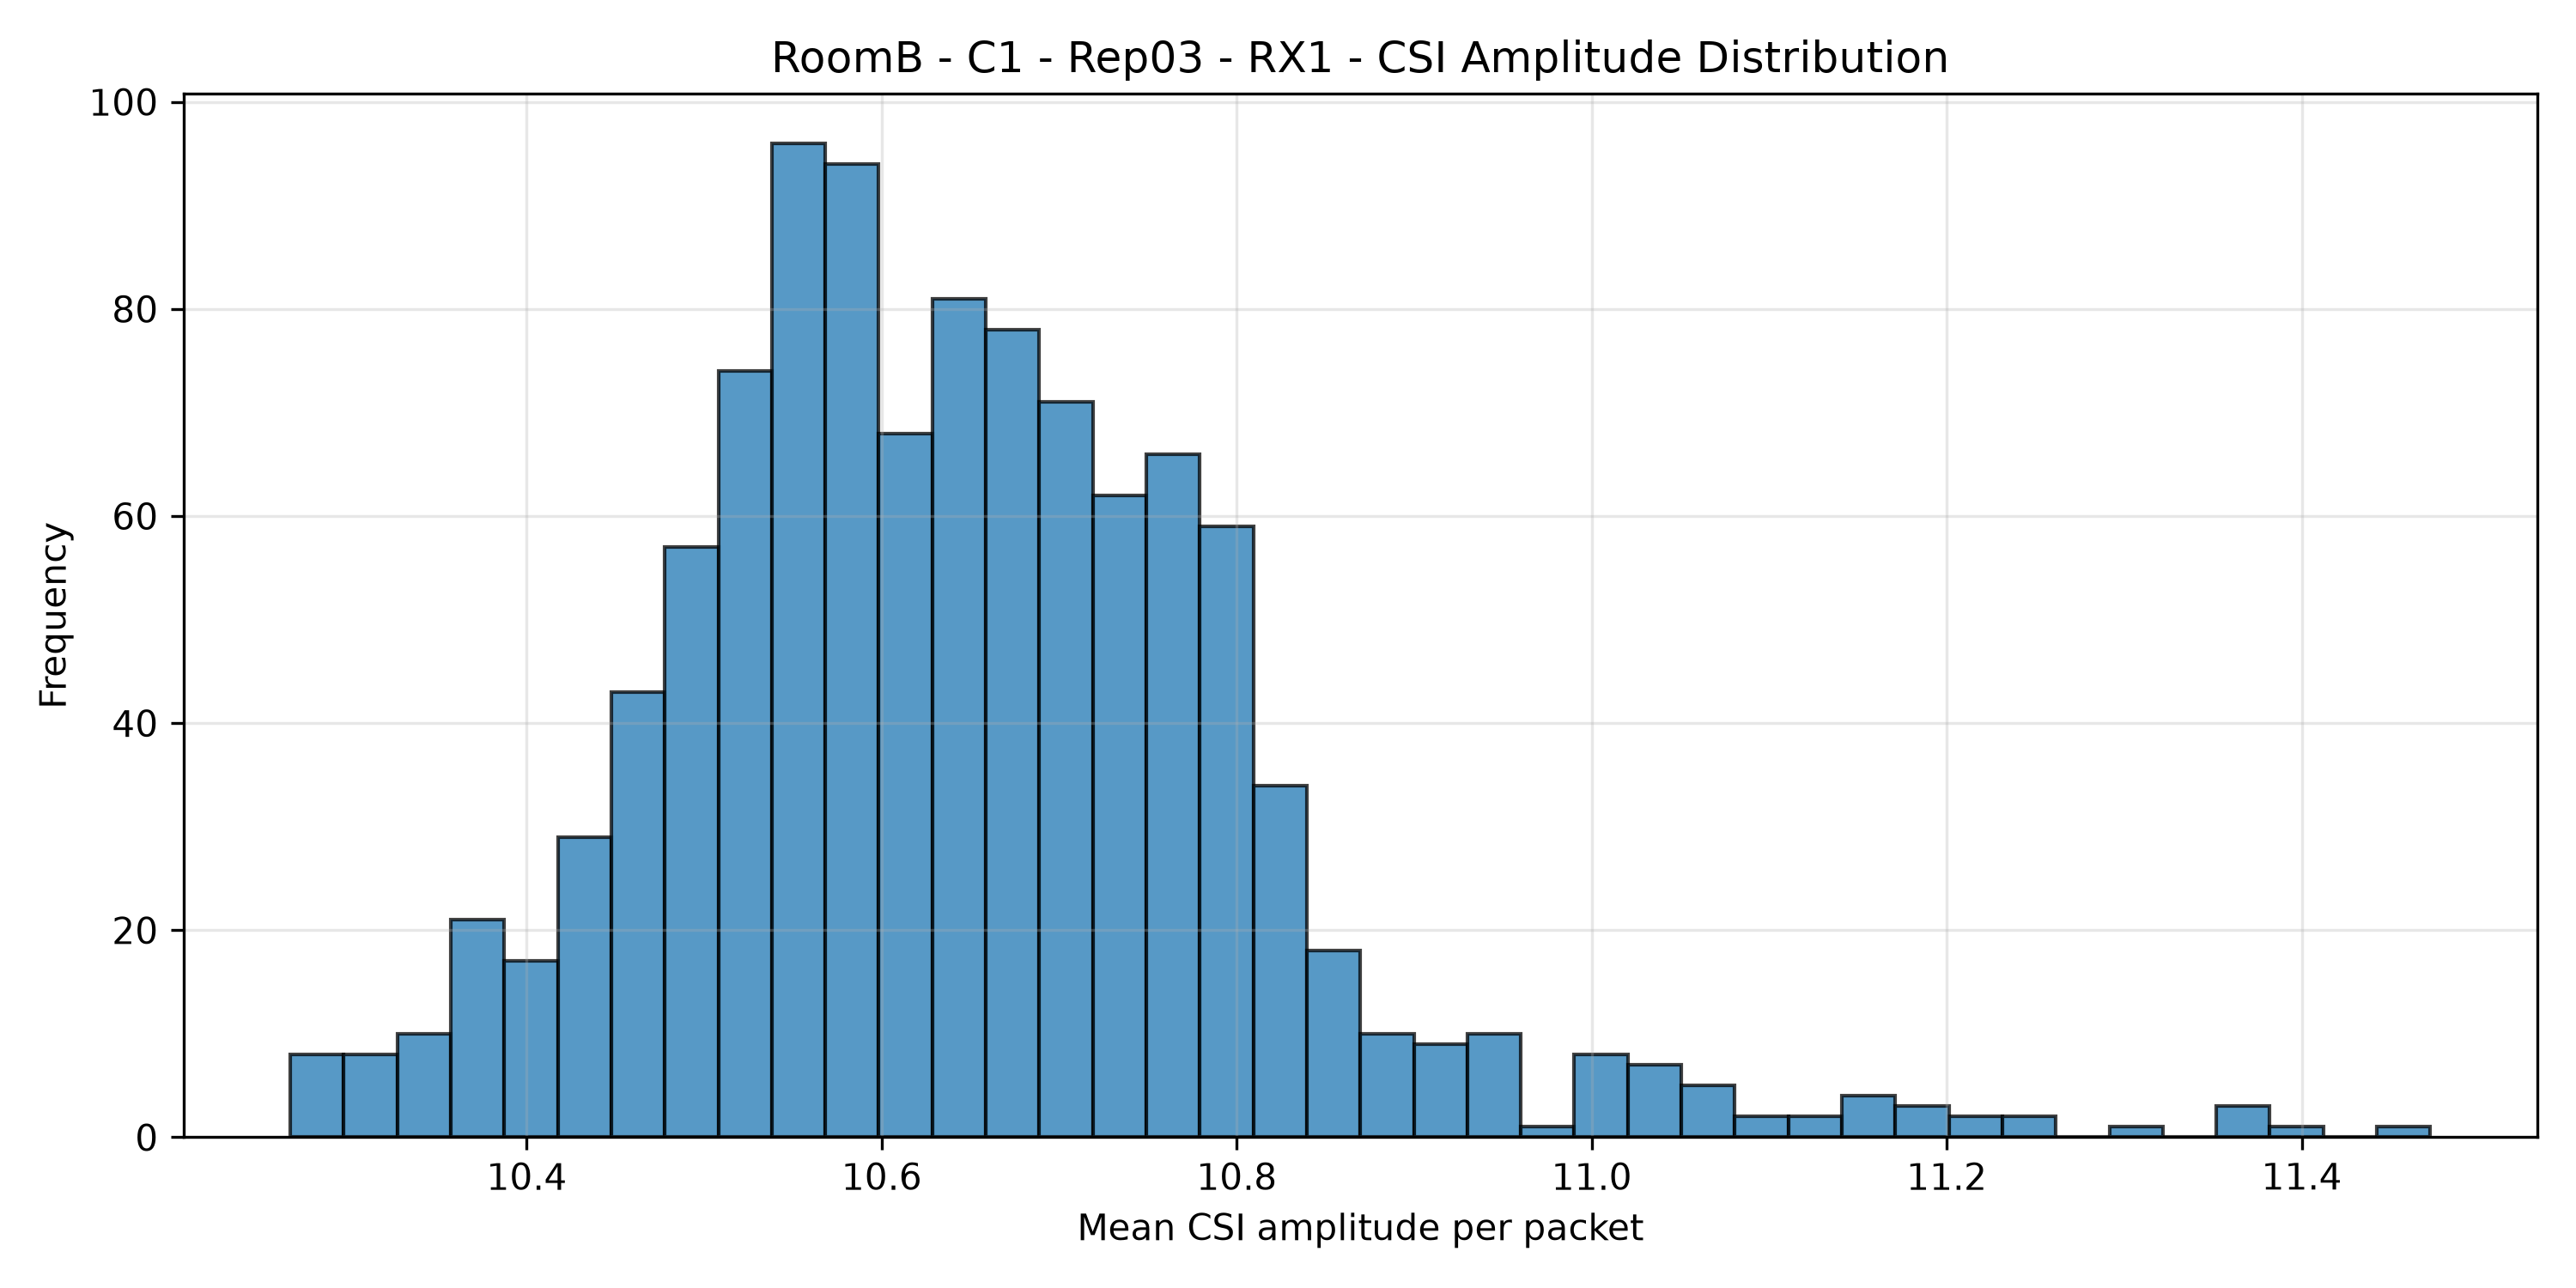 RoomB - C1 - Rep03 - RX1 - CSI Amplitude Distribution
100
80
60
40
20
0
Frequency
10.4 10.6 10.8 11.0 11.2 11.4
Mean CSI amplitude per packet